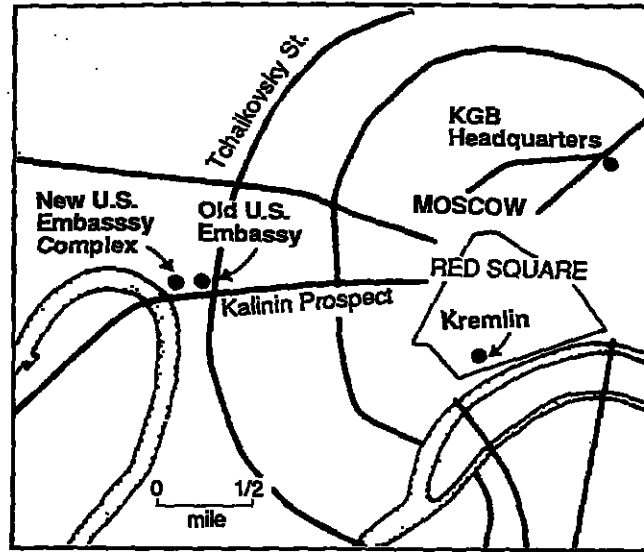 Tchaikovsky St.
KGB
Headquarters
MOSCOW
New U.S.
Embasssy
Complex
Old U.S.
Embassy
RED SQUARE
Kalinin Prospect
Kremlin
0 1/2
mile